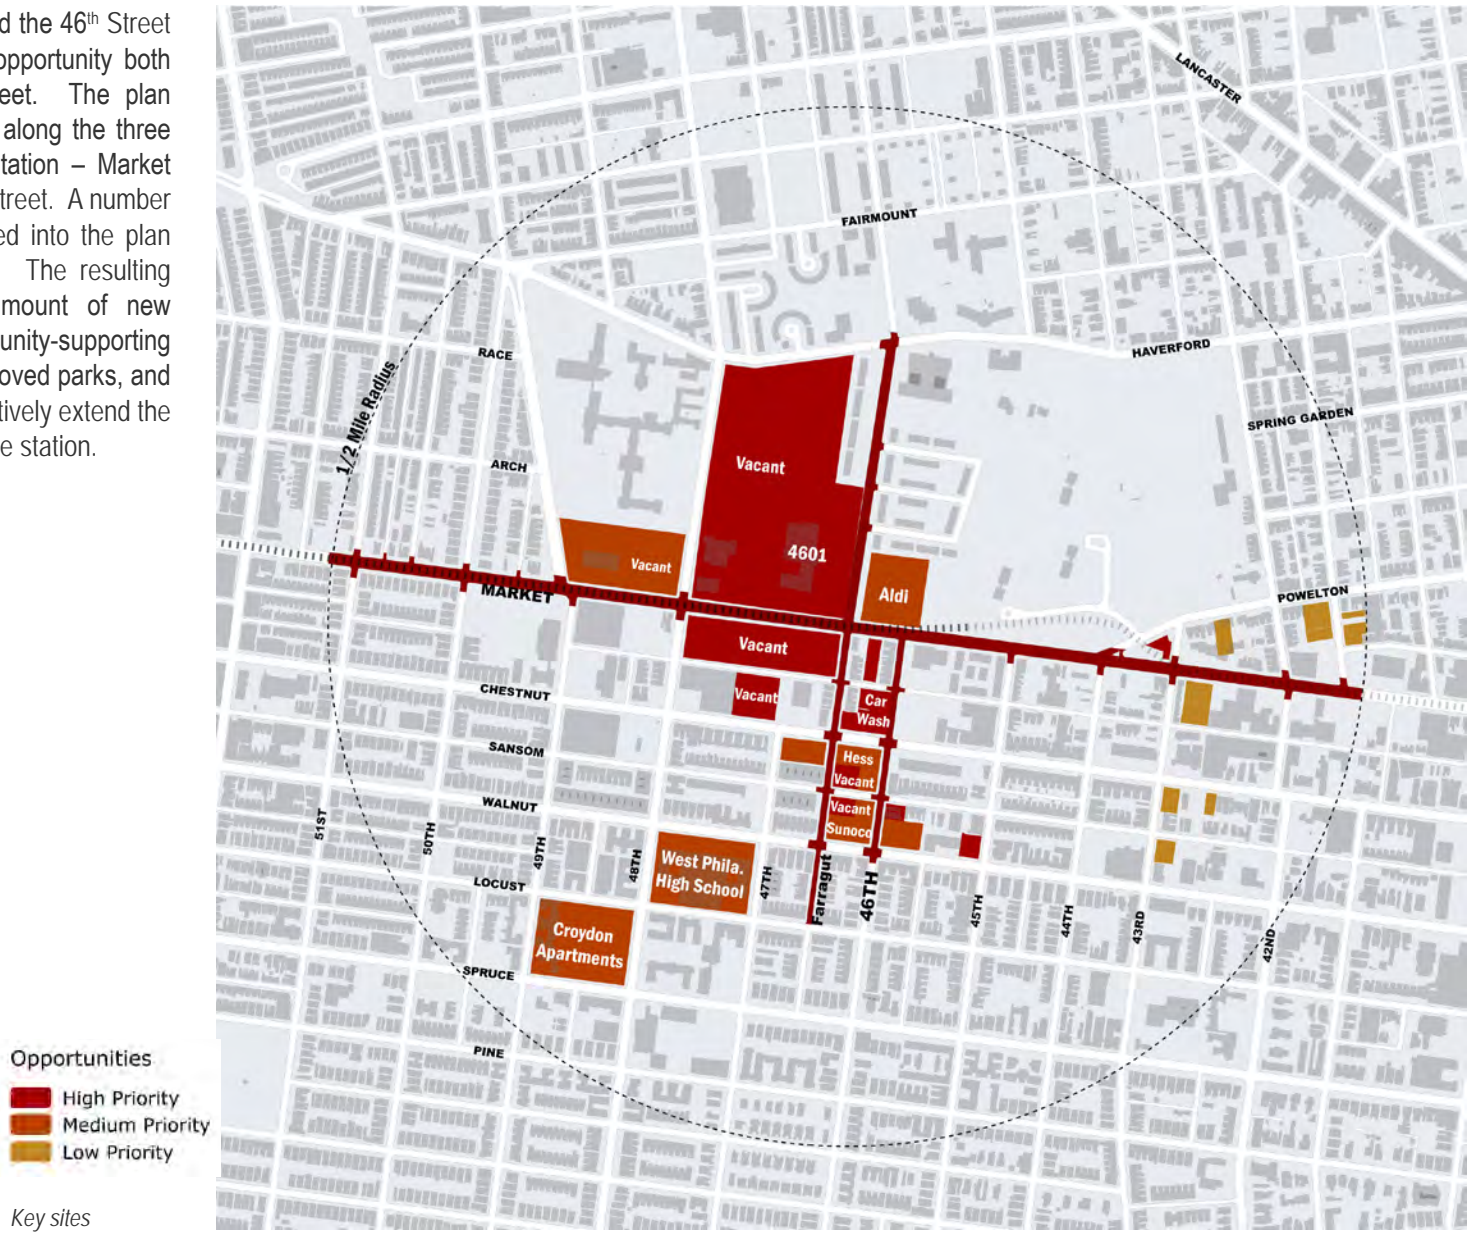 d the 46th Street
opportunity both
eet. The plan
along the three
tation – Market
treet. A number
ed into the plan
The resulting
mount of new
unity-supporting
oved parks, and
tively extend the
e station.
LANCASTER
FAIRMOUNT
HAVERFORD
RACE
1/2 Mile Radius
SPRING GARDEN
ARCH
Vacant
4601
Vacant
Aldi
MARKET
POWELTON
Vacant
CHESTNUT
Vacant
Car
Wash
SANSOM
Hess
Vacant
WALNUT
Vacant
Sunoco
51ST
50TH
49TH
48TH
47TH
Farragut
46TH
45TH
44TH
43RD
42ND
West Phila.
High School
LOCUST
Croydon
Apartments
SPRUCE
PINE
Opportunities
High Priority
Medium Priority
Low Priority
Key sites